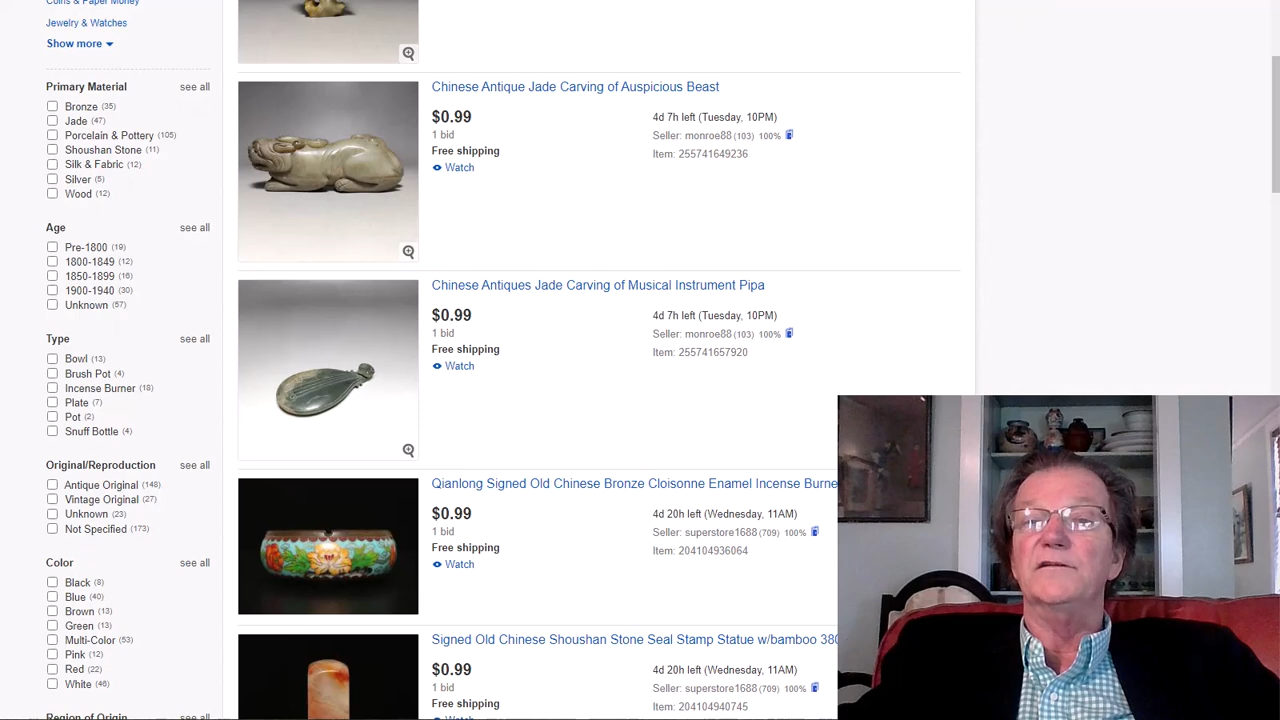 Coins & Paper Money
Jewelry & Watches
Show more
Primary Material see all
Bronze (35)
Jade (47)
Porcelain & Pottery (105)
Shoushan Stone (11)
Silk & Fabric (12)
Silver (5)
Wood (12)
Age see all
Pre-1800 (19)
1800-1849 (12)
1850-1899 (16)
1900-1940 (30)
Unknown (57)
Type see all
Bowl (13)
Brush Pot (4)
Incense Burner (18)
Plate (7)
Pot (2)
Snuff Bottle (4)
Original/Reproduction see all
Antique Original (148)
Vintage Original (27)
Unknown (23)
Not Specified (173)
Color see all
Black (8)
Blue (40)
Brown (13)
Green (13)
Multi-Color (53)
Pink (12)
Red (22)
White (46)
Region of Origin see all
Chinese Antique Jade Carving of Auspicious Beast
$0.99
1 bid
Free shipping
Watch
4d 7h left (Tuesday, 10PM)
Seller: monroe88 (103) 100%
Item: 255741649236
Chinese Antiques Jade Carving of Musical Instrument Pipa
$0.99
1 bid
Free shipping
Watch
4d 7h left (Tuesday, 10PM)
Seller: monroe88 (103) 100%
Item: 255741657920
Qianlong Signed Old Chinese Bronze Cloisonne Enamel Incense Burne
$0.99
1 bid
Free shipping
Watch
4d 20h left (Wednesday, 11AM)
Seller: superstore1688 (709) 100%
Item: 204104936064
Signed Old Chinese Shoushan Stone Seal Stamp Statue w/bamboo 380
$0.99
1 bid
Free shipping
Watch
4d 20h left (Wednesday, 11AM)
Seller: superstore1688 (709) 100%
Item: 204104940745